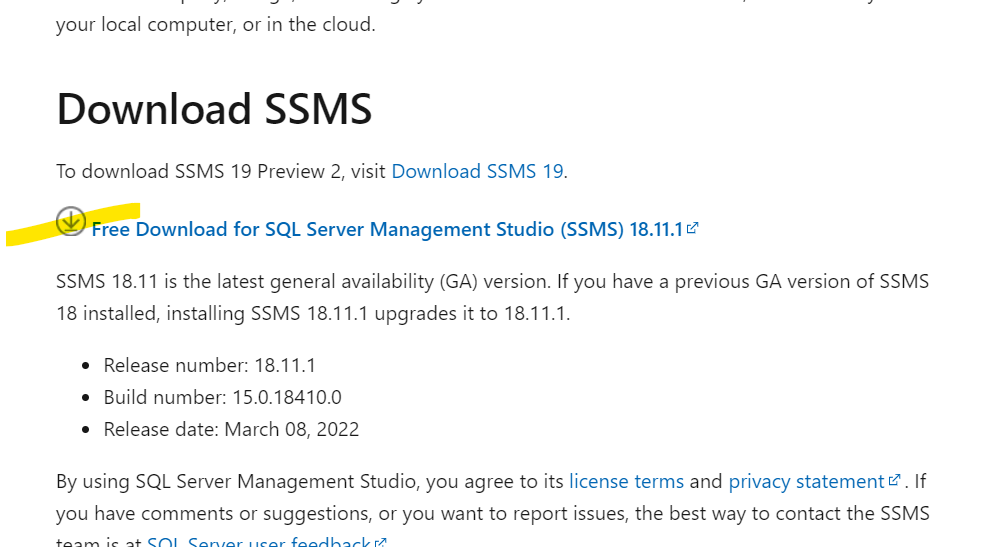 your local computer, or in the cloud.
Download SSMS
To download SSMS 19 Preview 2, visit Download SSMS 19.
Free Download for SQL Server Management Studio (SSMS) 18.11.1
SSMS 18.11 is the latest general availability (GA) version. If you have a previous GA version of SSMS
18 installed, installing SSMS 18.11.1 upgrades it to 18.11.1.
• Release number: 18.11.1
• Build number: 15.0.18410.0
• Release date: March 08, 2022
By using SQL Server Management Studio, you agree to its license terms and privacy statement. If
you have comments or suggestions, or you want to report issues, the best way to contact the SSMS
team is at SQL Server user feedback